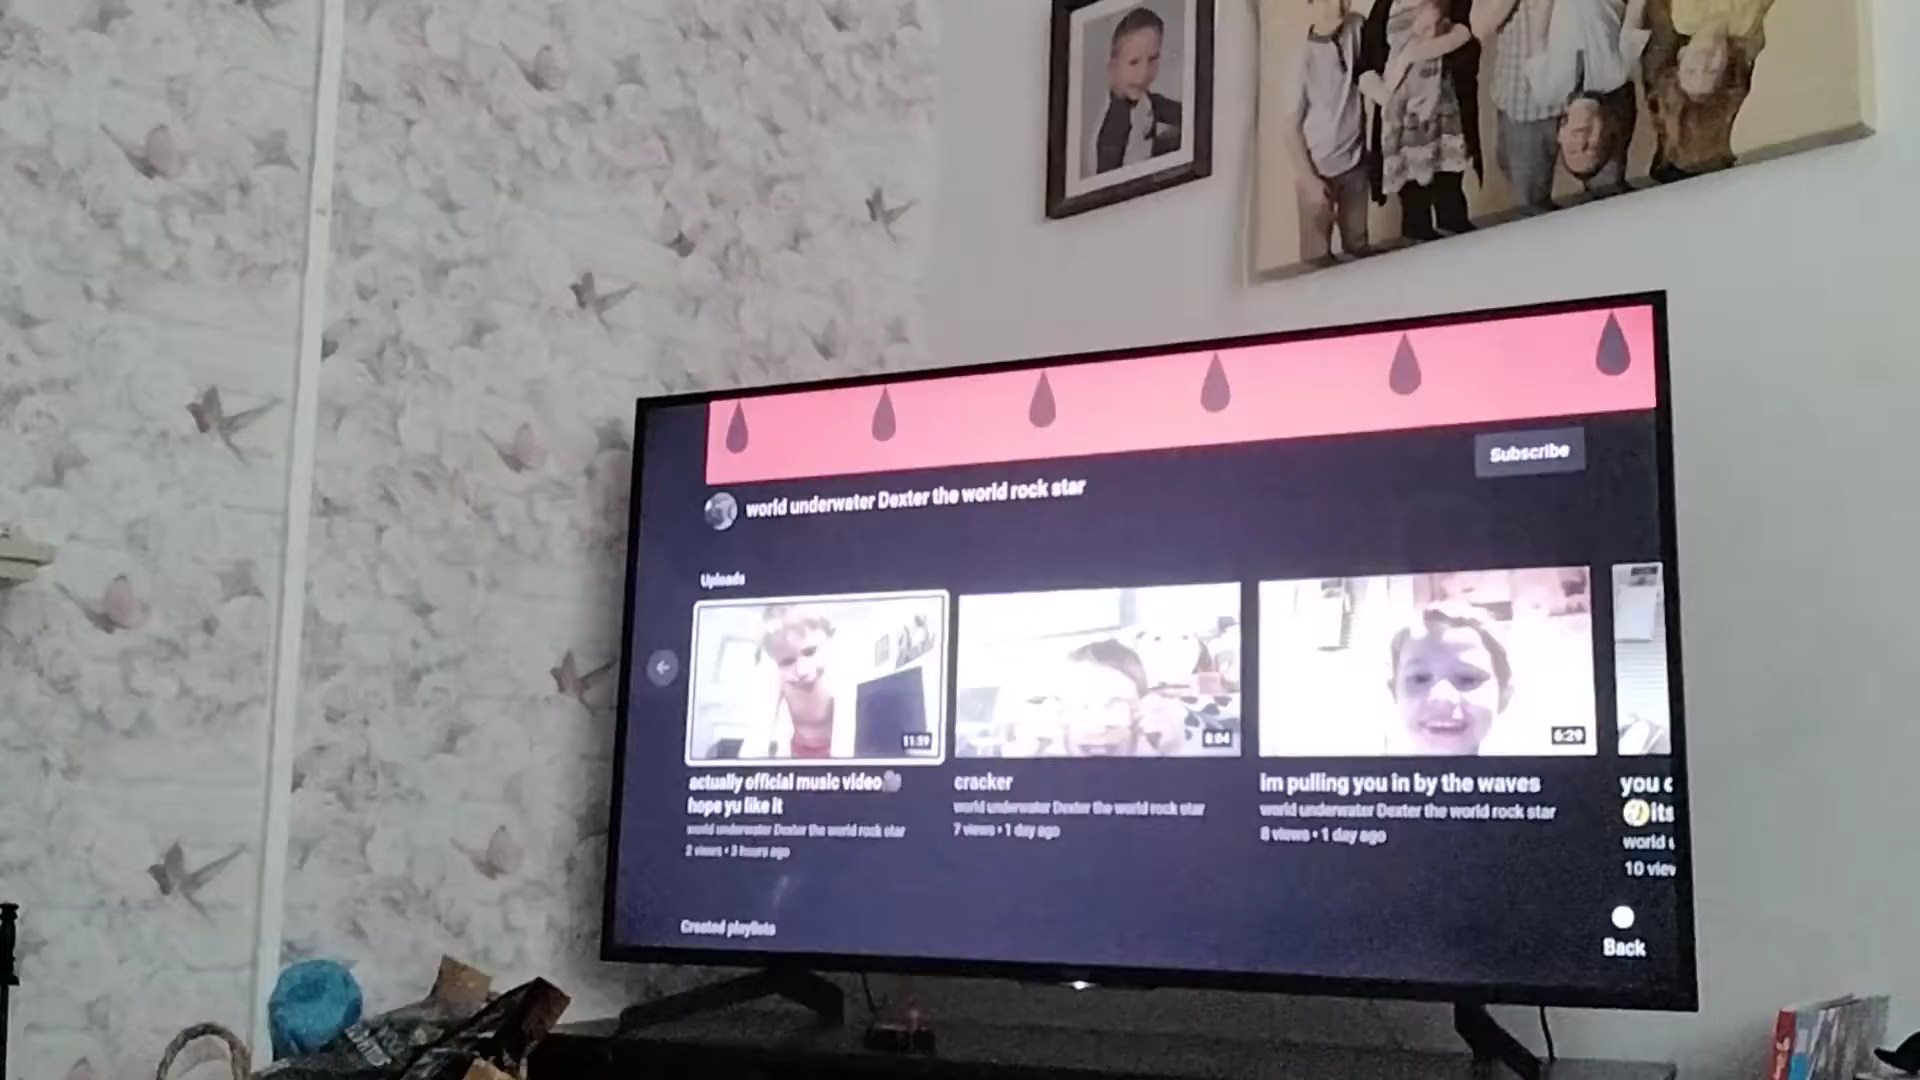 Subscribe
world underwater Dexter the world rock star
Uploads
11:39
8:04
6:29
actually official music video
hope yu like it
world underwater Dexter the world rock star
2 views • 3 hours ago
cracker
world underwater Dexter the world rock star
7 views • 1 day ago
im pulling you in by the waves
world underwater Dexter the world rock star
8 views • 1 day ago
you
its
world
10
Created playlists
Back